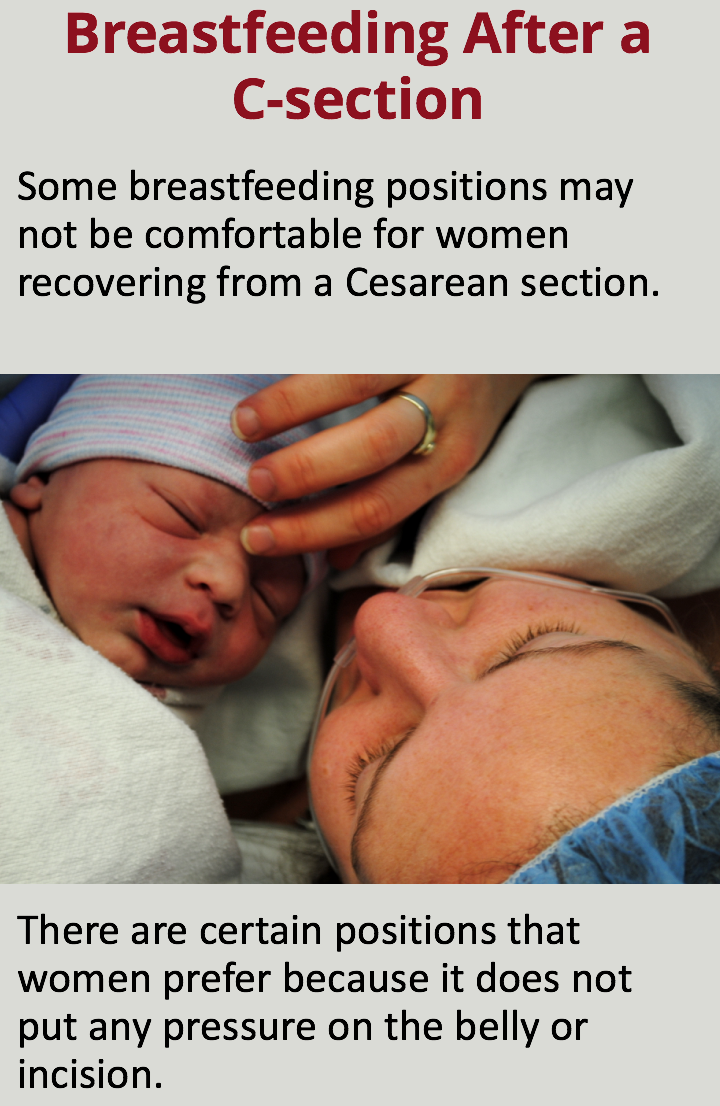 Breastfeeding After a
C-section
Some breastfeeding positions may
not be comfortable for women
recovering from a Cesarean section.
There are certain positions that
women prefer because it does not
put any pressure on the belly or
incision.